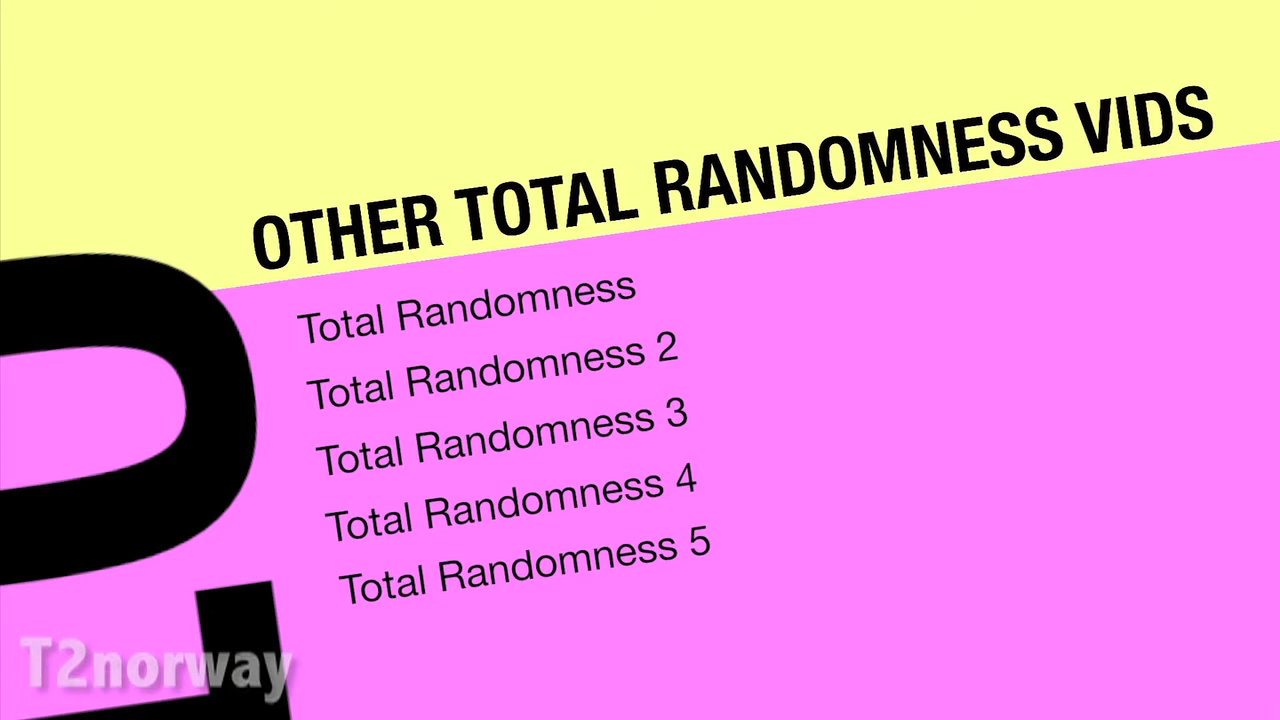 OTHER TOTAL RANDOMNESS VIDS
Total Randomness
Total Randomness 2
Total Randomness 3
Total Randomness 4
Total Randomness 5
T2norway